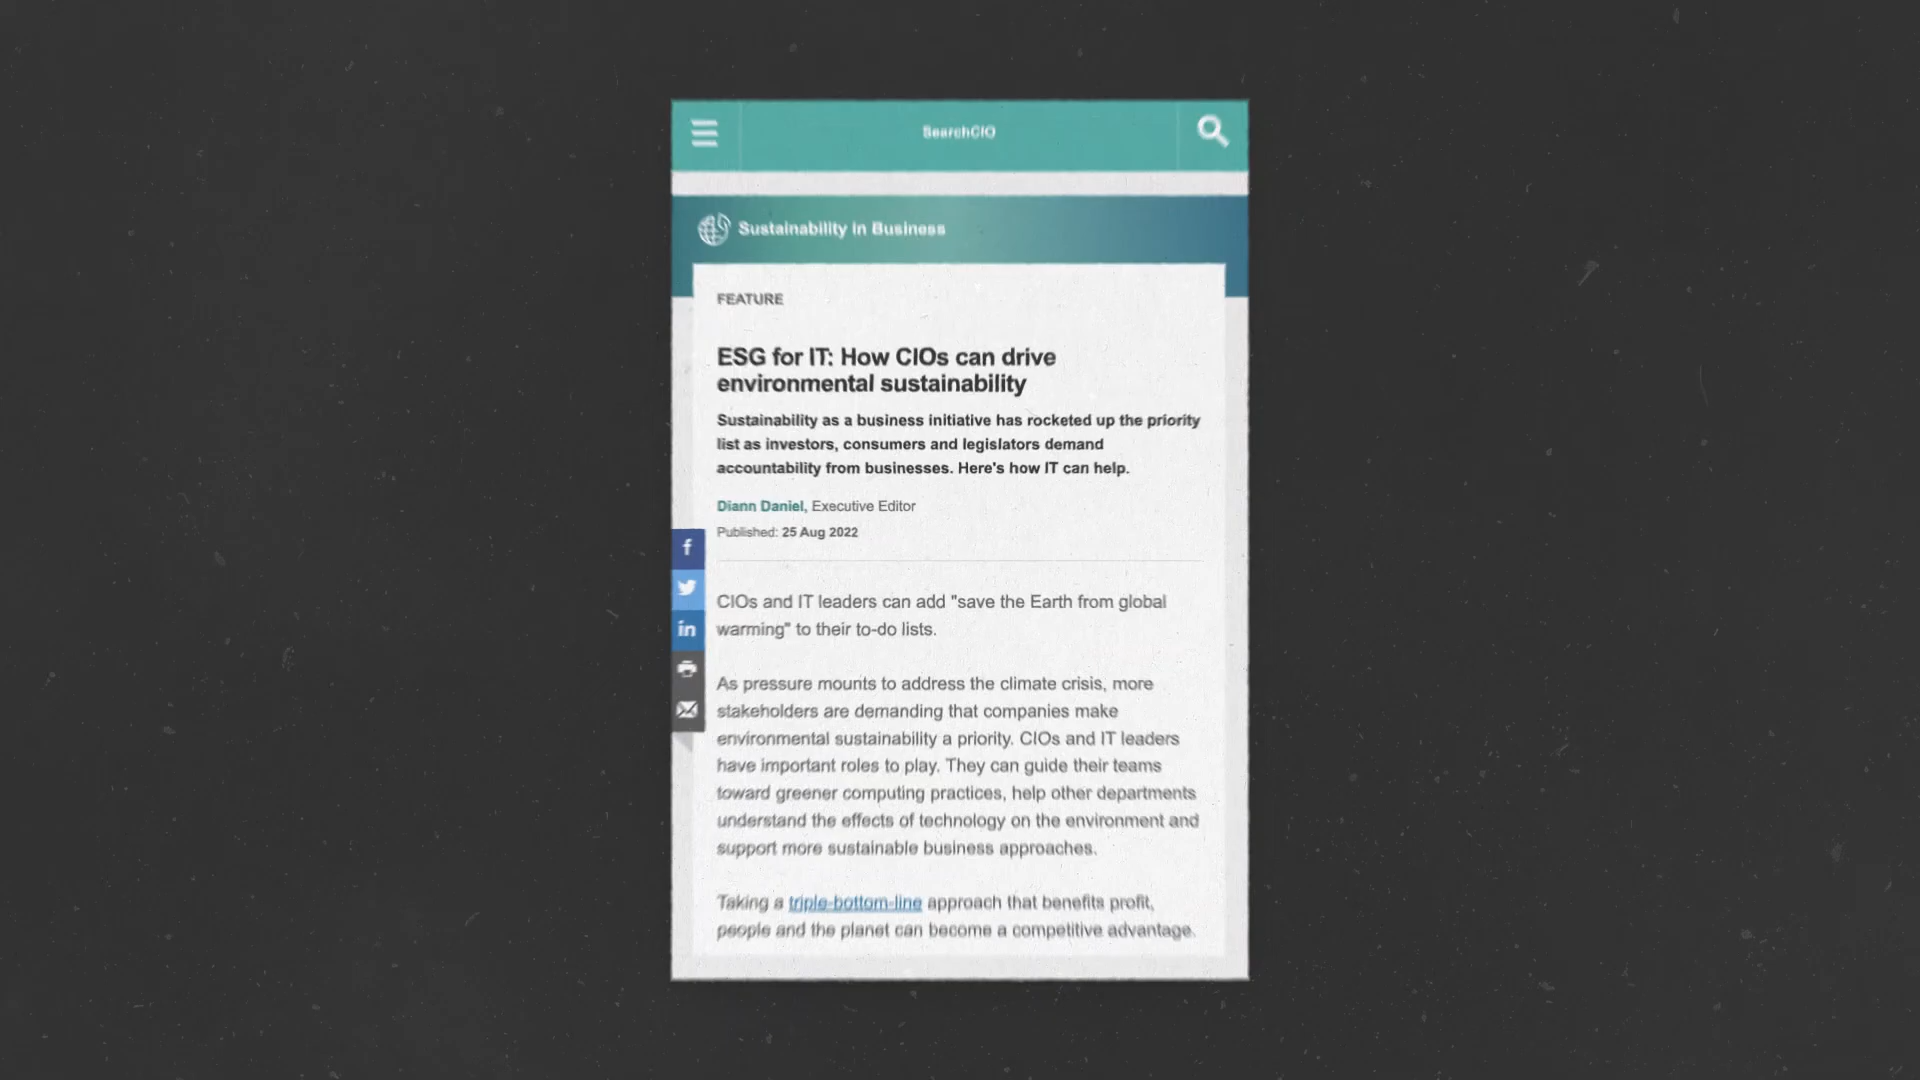 SearchCIO
Sustainability in Business
FEATURE
ESG for IT: How CIOs can drive
environmental sustainability
Sustainability as a business initiative has rocketed up the priority
list as investors, consumers and legislators demand
accountability from businesses. Here's how IT can help.
Diann Daniel, Executive Editor
Published: 25 Aug 2022
f
in
CIOs and IT leaders can add "save the Earth from global
warming" to their to-do lists.
As pressure mounts to address the climate crisis, more
stakeholders are demanding that companies make
environmental sustainability a priority. CIOs and IT leaders
have important roles to play. They can guide their teams
toward greener computing practices, help other departments
understand the effects of technology on the environment and
support more sustainable business approaches.
Taking a triple-bottom-line approach that benefits profit,
people and the planet can become a competitive advantage.